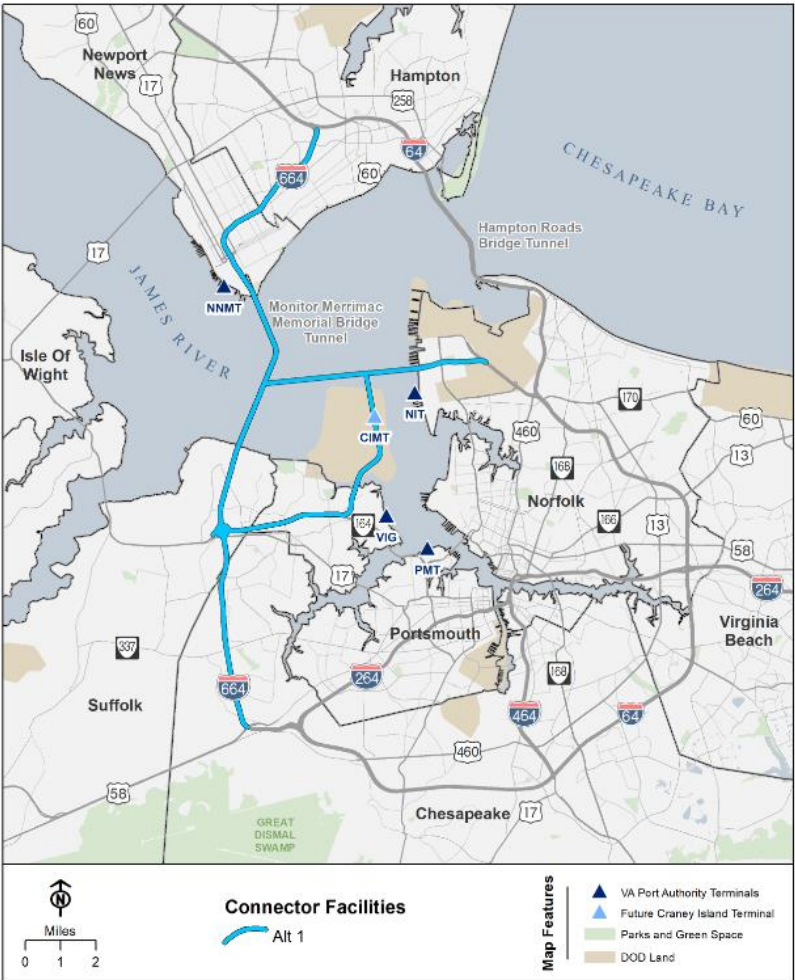 60
Newport
News
17
Hampton
258
64
664
60
CHESAPEAKE BAY
Hampton Roads
Bridge Tunnel
17
JAMES RIVER
NNMT
Monitor Merrimac
Memorial Bridge
Tunnel
Isle Of
Wight
NIT
170
60
CIMT
460
13
168
Norfolk
164
VIG
166
13
58
PMT
17
264
Portsmouth
Virginia
Beach
337
264
168
664
Suffolk
464
64
460
58
Chesapeake
17
GREAT
DISMAL
SWAMP
N
Miles
0 1 2
Connector Facilities
Alt 1
Map Features
VA Port Authority Terminals
Future Craney Island Terminal
Parks and Green Space
DOD Land